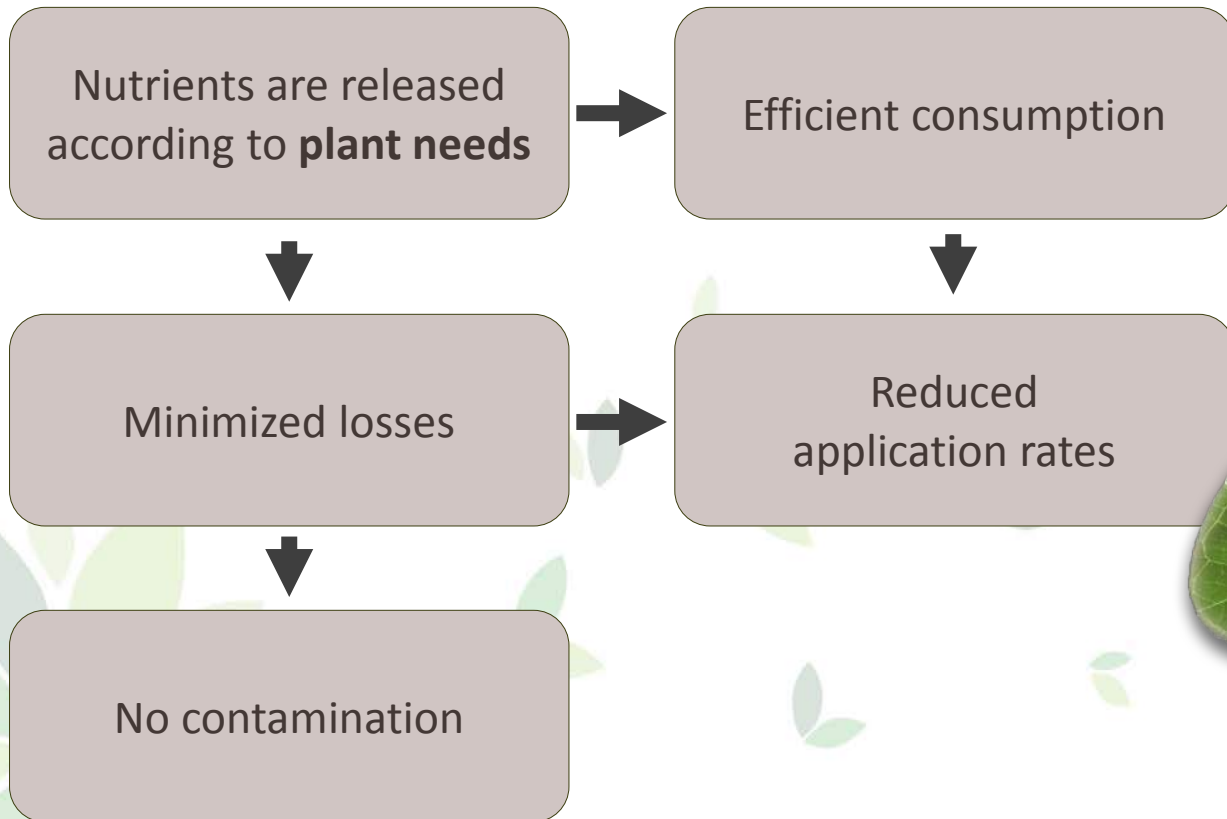 Nutrients are released
according to plant needs
Efficient consumption
Minimized losses
Reduced
application rates
No contamination